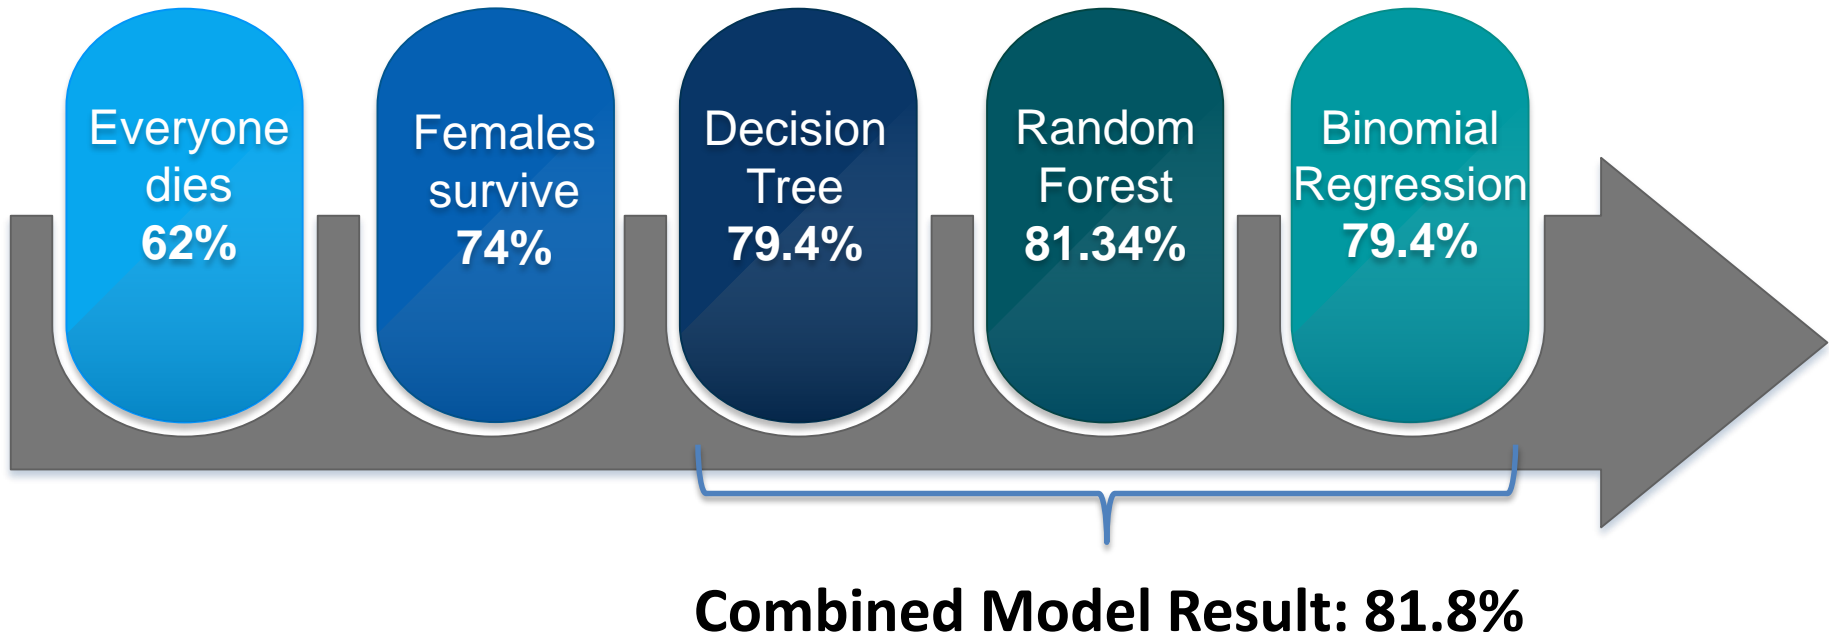 Everyone
dies
62%
Females
survive
74%
Decision
Tree
79.4%
Random
Forest
81.34%
Binomial
Regression
79.4%
Combined Model Result: 81.8%